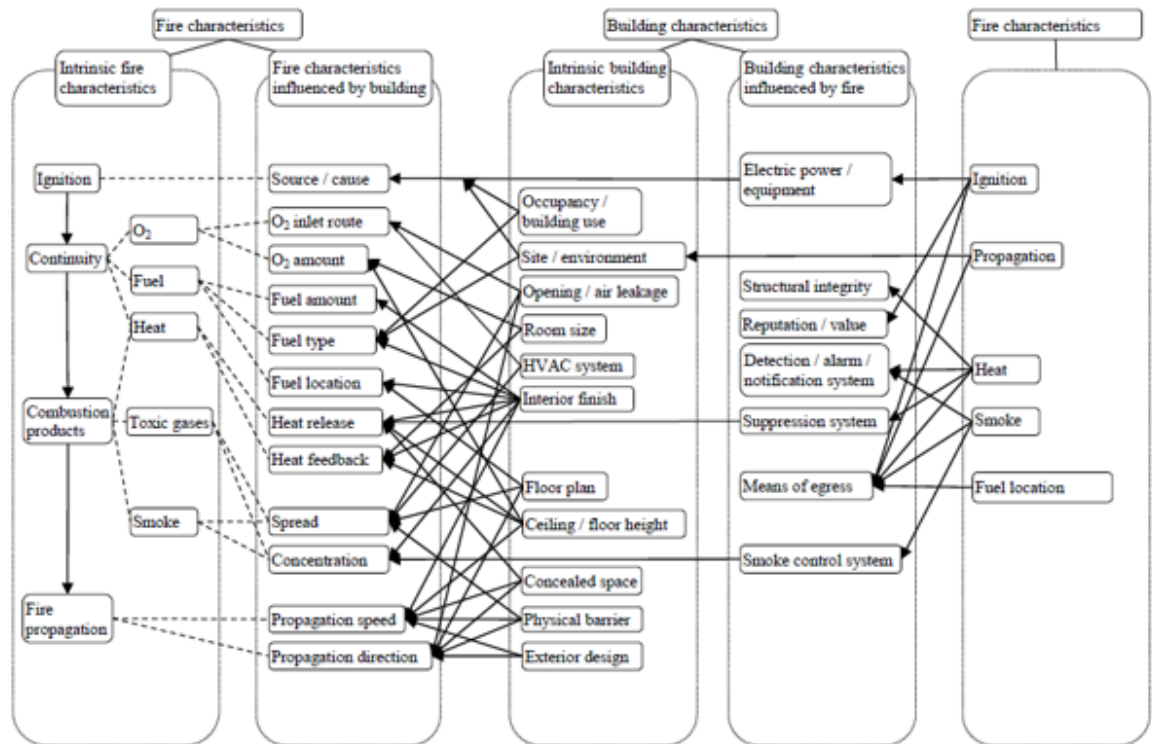 Fire characteristics
Building characteristics
Fire characteristics
Intrinsic fire
characteristics
Fire characteristics
influenced by building
Intrinsic building
characteristics
Building characteristics
influenced by fire
Ignition
Continuity
Combustion
products
Fire
propagation
O2
Fuel
Heat
Toxic gases
Smoke
Source / cause
O2 inlet route
O2 amount
Fuel amount
Fuel type
Fuel location
Heat release
Heat feedback
Spread
Concentration
Propagation speed
Propagation direction
Occupancy /
building use
Site / environment
Opening / air leakage
Room size
HVAC system
Interior finish
Floor plan
Ceiling / floor height
Concealed space
Physical barrier
Exterior design
Electric power /
equipment
Structural integrity
Reputation / value
Detection / alarm /
notification system
Suppression system
Means of egress
Smoke control system
Ignition
Propagation
Heat
Smoke
Fuel location